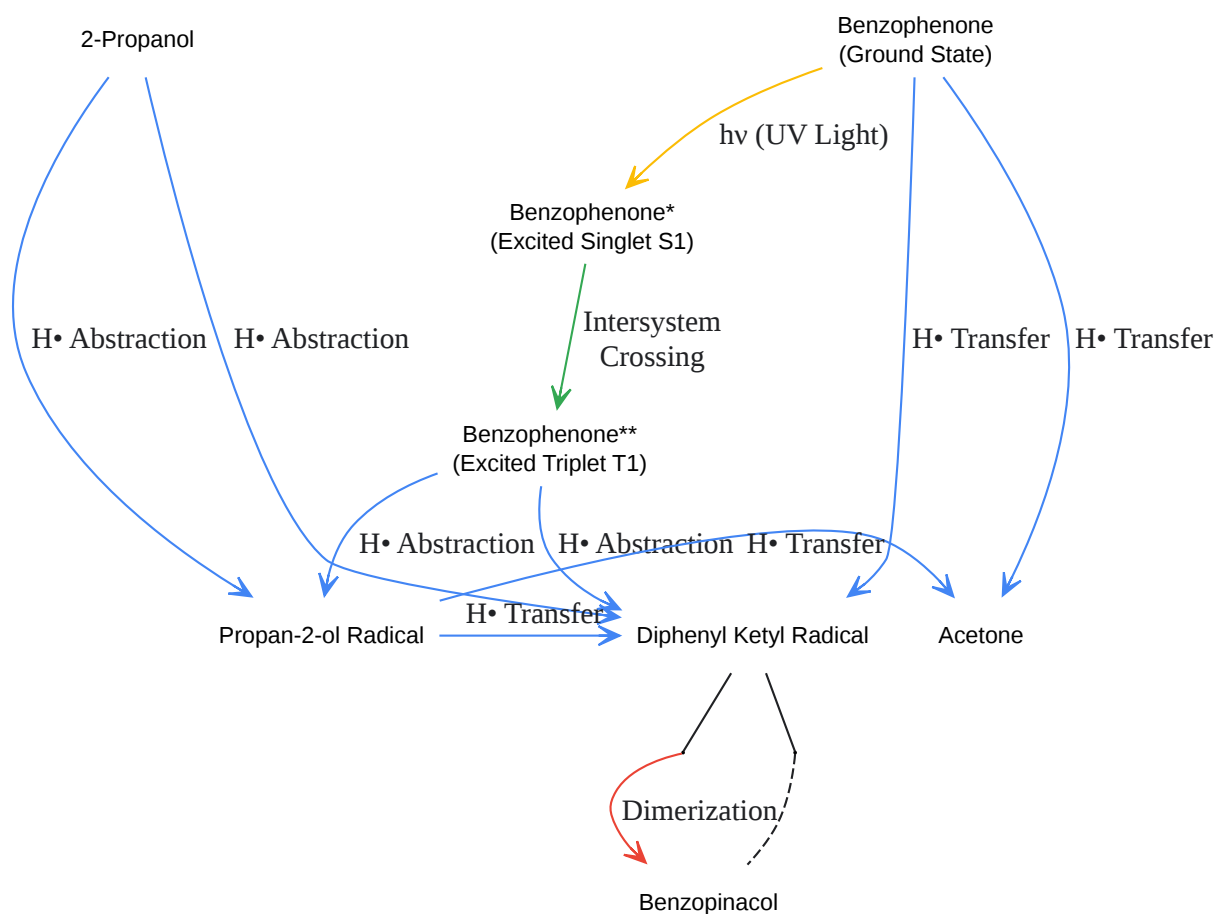 2-Propanol
Benzophenone
(Ground State)
hν (UV Light)
Benzophenone*
(Excited Singlet S1)
H• Abstraction
H• Abstraction
Intersystem
Crossing
H• Transfer
H• Transfer
Benzophenone**
(Excited Triplet T1)
H• Abstraction
H• Abstraction
H• Transfer
H• Transfer
Propan-2-ol Radical
Diphenyl Ketyl Radical
Acetone
Dimerization
Benzopinacol